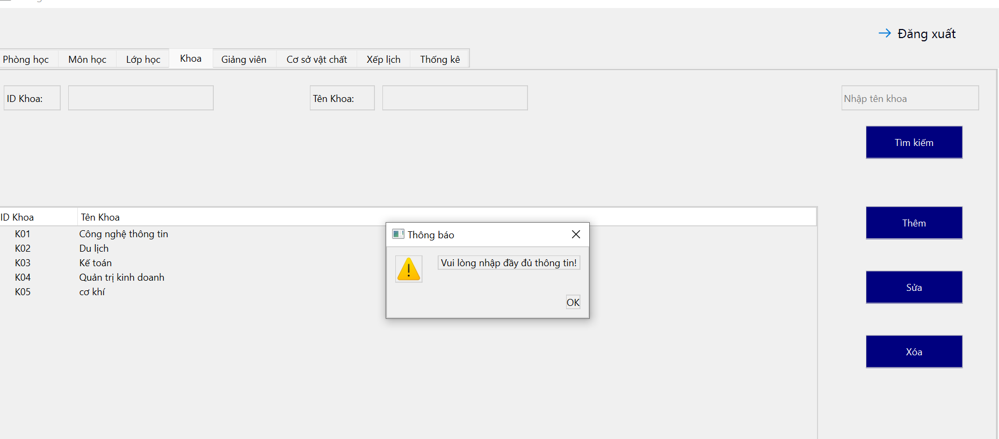 Đăng xuất
Phòng học Môn học Lớp học Khoa Giảng viên Cơ sở vật chất Xếp lịch Thống kê
ID Khoa: Tên Khoa: Nhập tên khoa
Tìm kiếm
ID Khoa Tên Khoa
K01 Công nghệ thông tin
K02 Du lịch
K03 Kế toán
K04 Quản trị kinh doanh
K05 cơ khí
Thông báo
Vui lòng nhập đầy đủ thông tin!
OK
Thêm
Sửa
Xóa